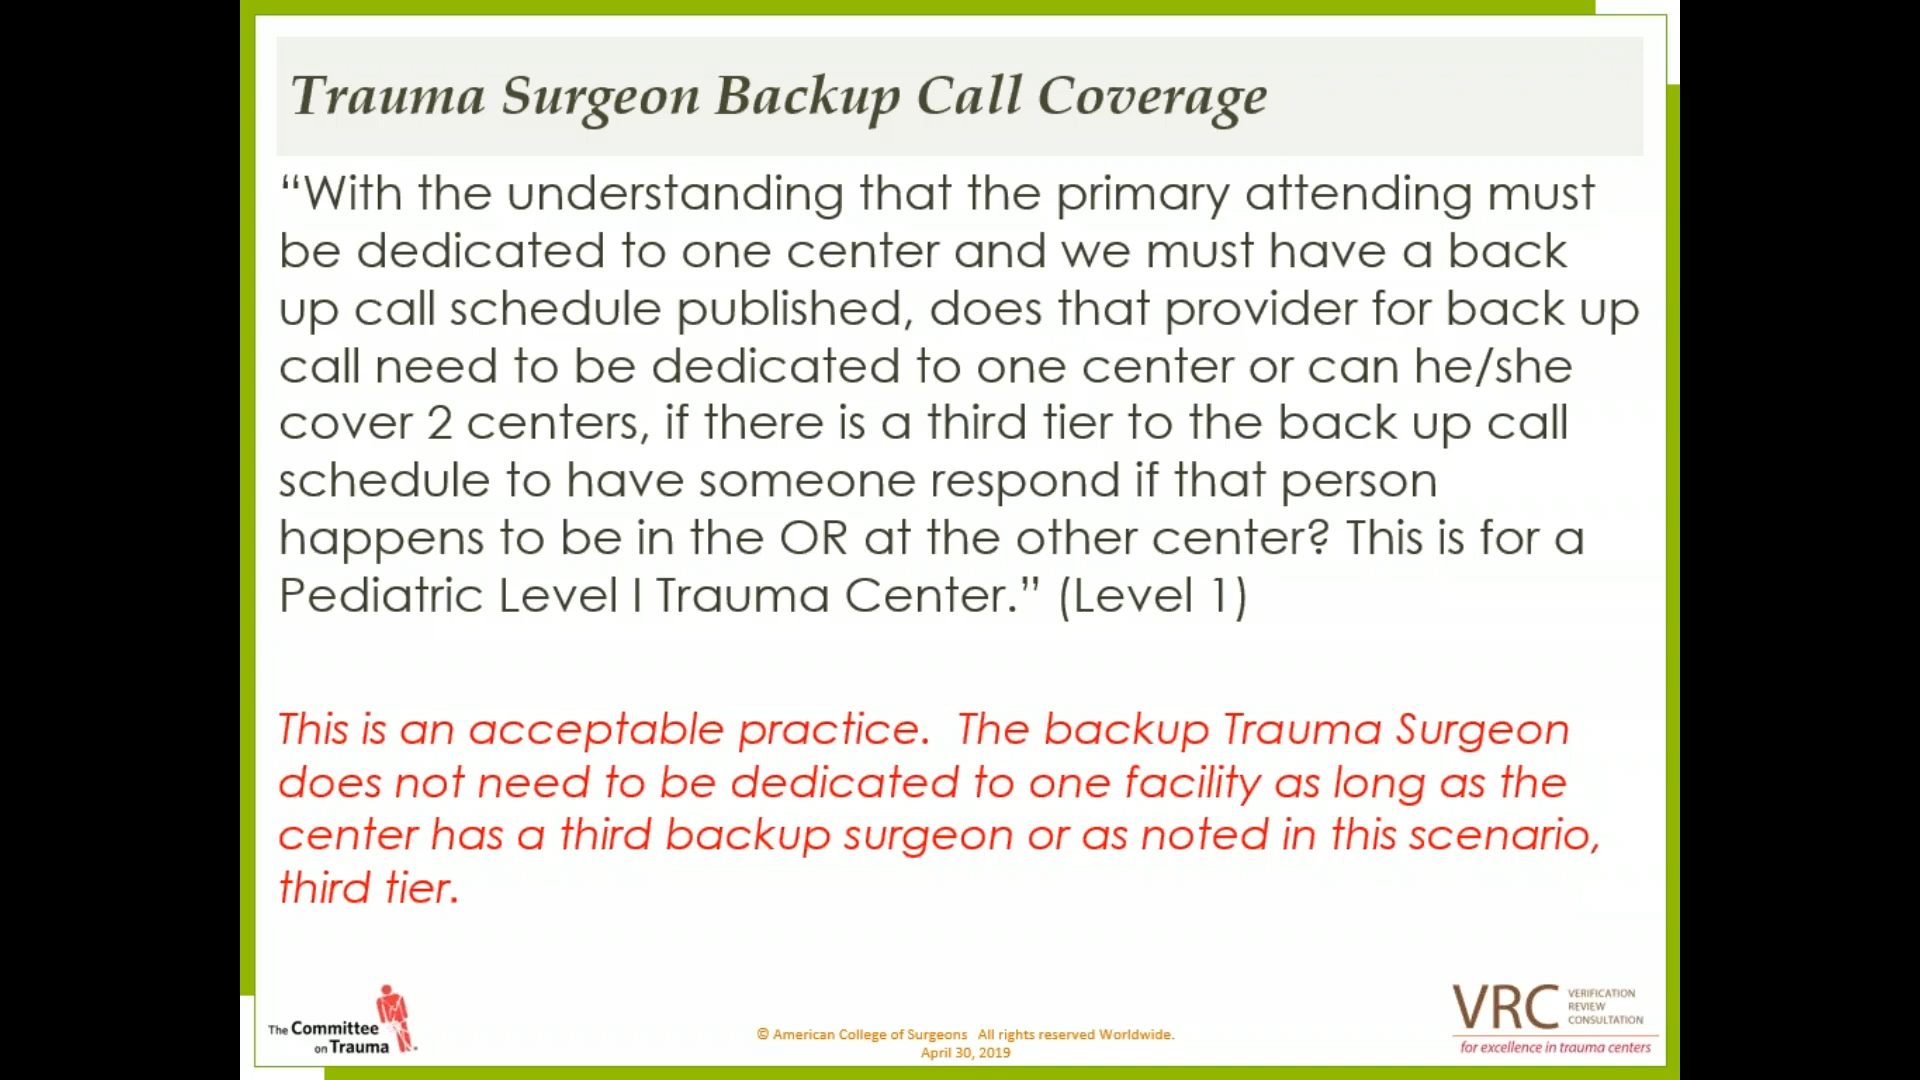 Trauma Surgeon Backup Call Coverage
“With the understanding that the primary attending must
be dedicated to one center and we must have a back
up call schedule published, does that provider for back up
call need to be dedicated to one center or can he/she
cover 2 centers, if there is a third tier to the back up call
schedule to have someone respond if that person
happens to be in the OR at the other center? This is for a
Pediatric Level I Trauma Center.” (Level 1)
This is an acceptable practice.  The backup Trauma Surgeon
does not need to be dedicated to one facility as long as the
center has a third backup surgeon or as noted in this scenario,
third tier.
The Committee
on Trauma
© American College of Surgeons   All rights reserved Worldwide.
April 30, 2019
VRC
VERIFICATION
REVIEW
CONSULTATION
for excellence in trauma centers